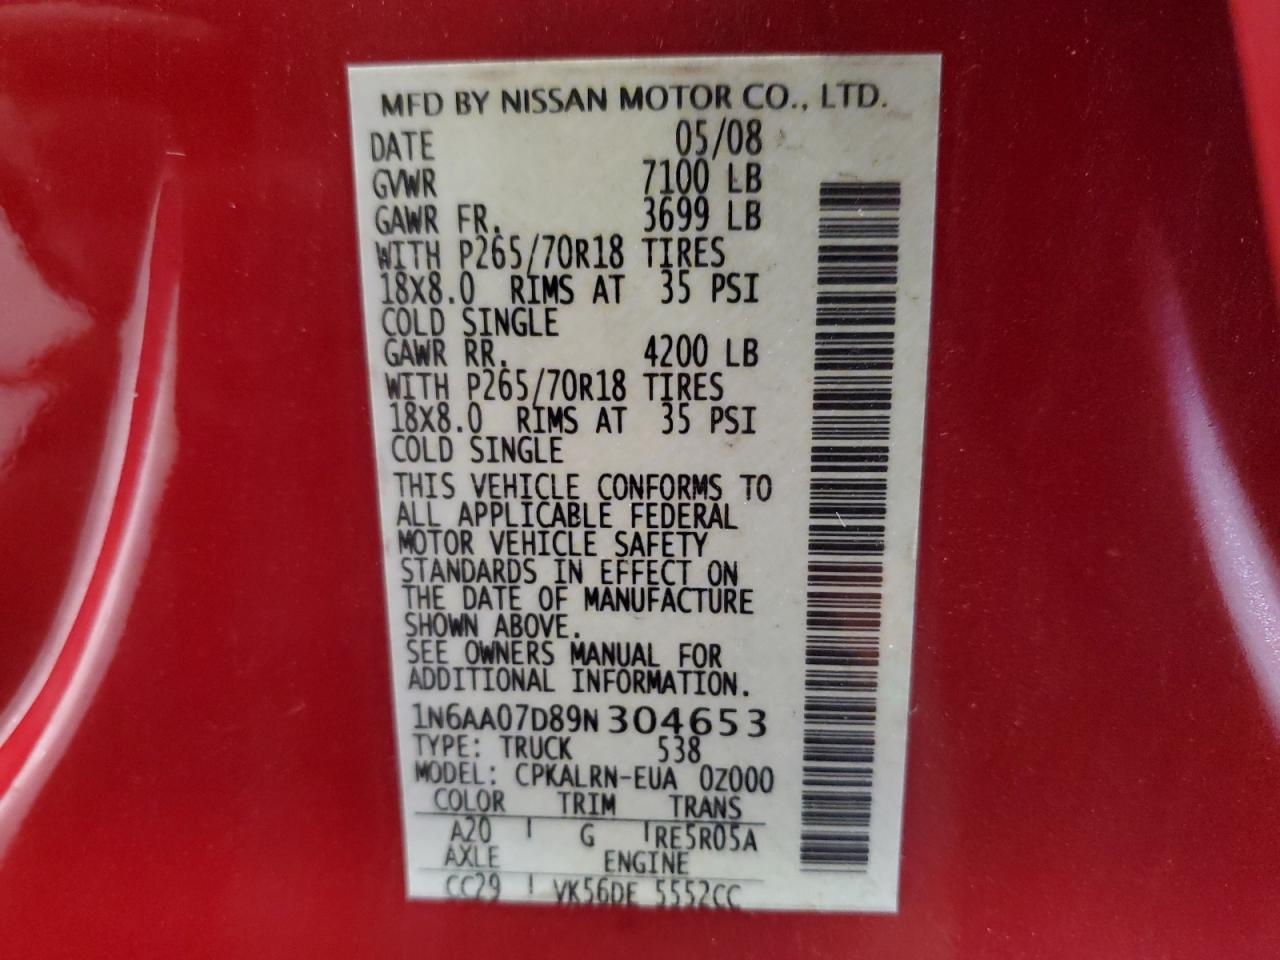 MFD BY NISSAN MOTOR CO., LTD.
DATE 05/08
GVWR 7100 LB
GAWR FR. 3699 LB
WITH P265/70R18 TIRES
18X8.0 RIMS AT 35 PSI
COLD SINGLE
GAWR RR. 4200 LB
WITH P265/70R18 TIRES
18X8.0 RIMS AT 35 PSI
COLD SINGLE
THIS VEHICLE CONFORMS TO
ALL APPLICABLE FEDERAL
MOTOR VEHICLE SAFETY
STANDARDS IN EFFECT ON
THE DATE OF MANUFACTURE
SHOWN ABOVE.
SEE OWNERS MANUAL FOR
ADDITIONAL INFORMATION.
1N6AA07D89N304653
TYPE: TRUCK 538
MODEL: CPKALRN-EUA 0Z000
COLOR TRIM TRANS
A20 G RE5R05A
AXLE ENGINE
CC29 VK56DE 5552CC